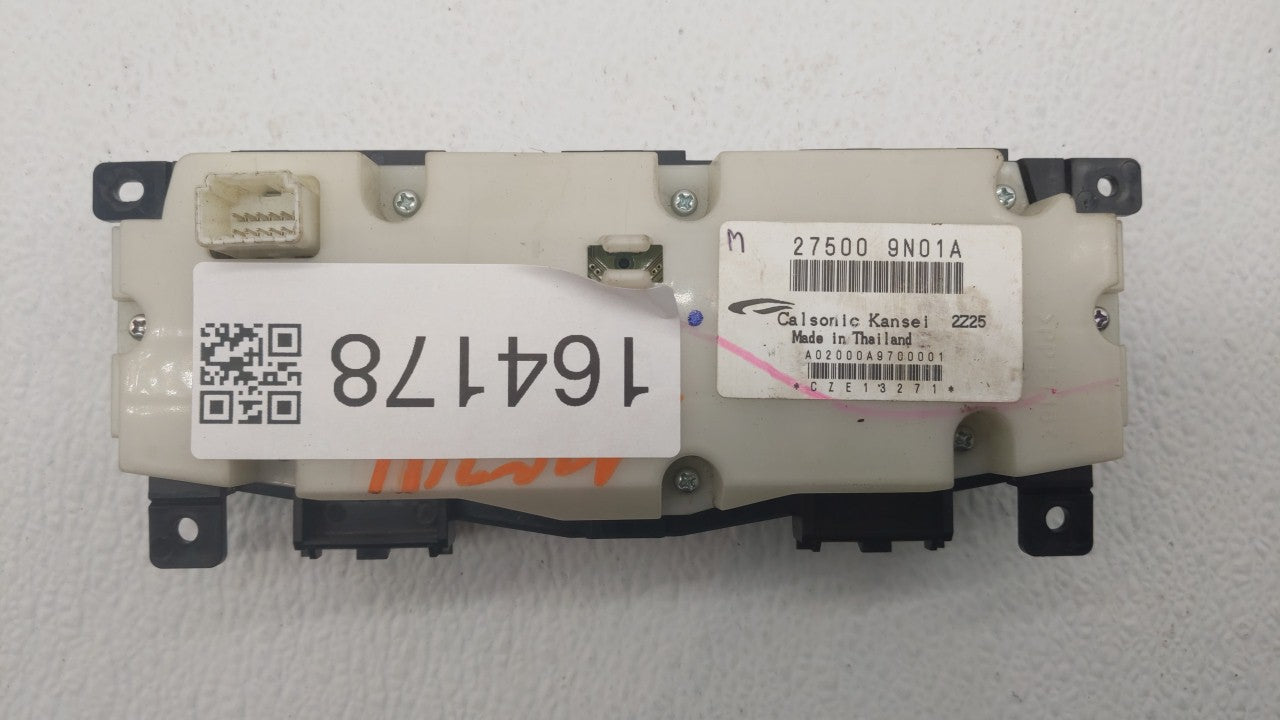 M
27500 9N01A
Calsonic Kansei 2Z25
Made in Thailand
A02000A9700001
*CZE13271*
164178